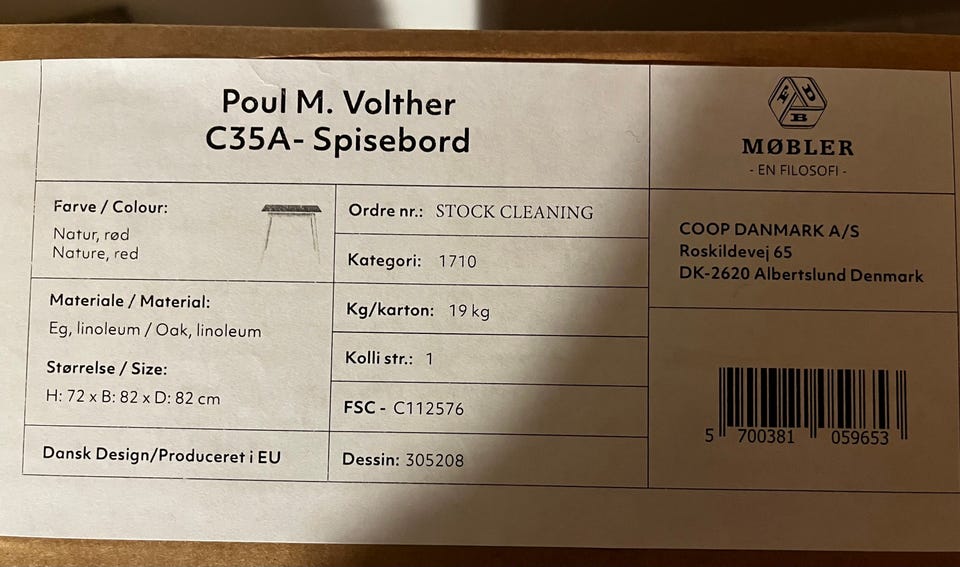 Poul M. Volther
C35A- Spisebord
F D B
MØBLER
- EN FILOSOFI -
Farve / Colour:
Natur, rød
Nature, red
Materiale / Material:
Eg, linoleum / Oak, linoleum
Størrelse / Size:
H: 72 x B: 82 x D: 82 cm
Dansk Design/Produceret i EU
Ordre nr.: STOCK CLEANING
Kategori: 1710
Kg/karton: 19 kg
Kolli str.: 1
FSC - C112576
Dessin: 305208
COOP DANMARK A/S
Roskildevej 65
DK-2620 Albertslund Denmark
5 700381 059653